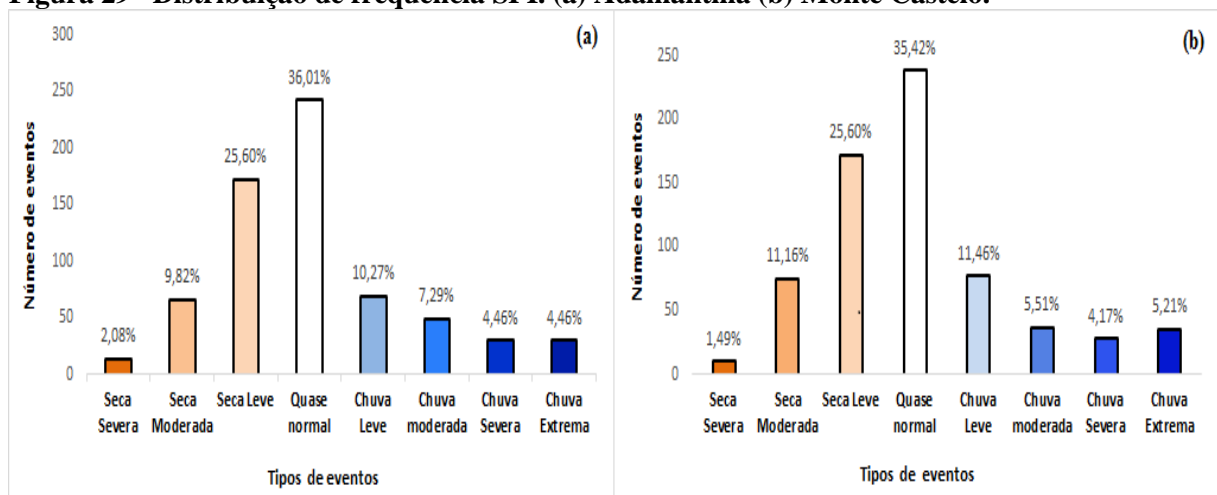 Figura 29 - Distribuição de frequência SPI. (a) Adamantina (b) Monte Castelo.
(a)
Número de eventos
300
250
200
150
100
50
0
2,08%
9,82%
25,60%
36,01%
10,27%
7,29%
4,46%
4,46%
Seca Severa
Seca Moderada
Seca Leve
Quase normal
Chuva Leve
Chuva moderada
Chuva Severa
Chuva Extrema
Tipos de eventos
(b)
Número de eventos
250
200
150
100
50
0
1,49%
11,16%
25,60%
35,42%
11,46%
5,51%
4,17%
5,21%
Seca Severa
Seca Moderada
Seca Leve
Quase normal
Chuva Leve
Chuva moderada
Chuva Severa
Chuva Extrema
Tipos de eventos